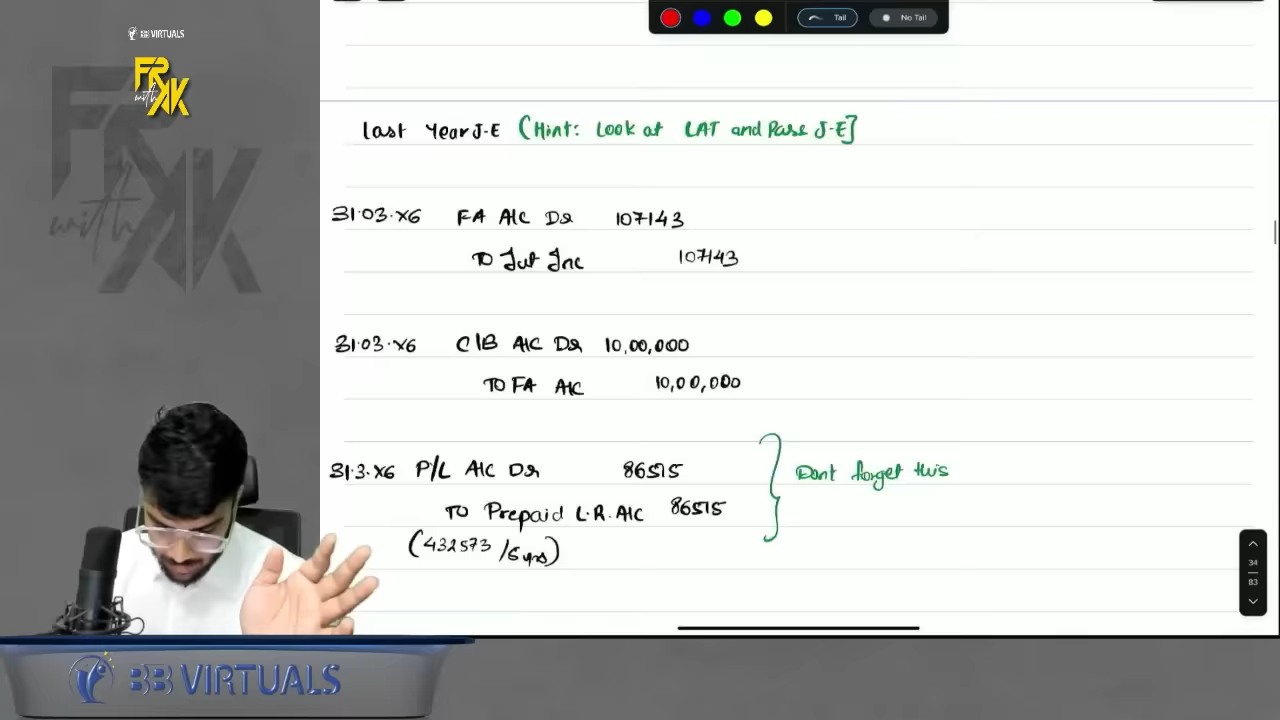 BB VIRTUALS
FR
with KK
Tail
No Tail
Last Year J-E (Hint: Look at LAT and Pass J-E]
31.03.X6 FA A/C Dr 107143
To Int Inc 107143
31.03.X6 C/B A/C Dr 10,00,000
TO FA A/C 10,00,000
31.3.X6 P/L A/C Dr 86515
TO Prepaid L.R. A/C 86515
(432573 /5 yrs)
Dont forget this
34
83
BB VIRTUALS